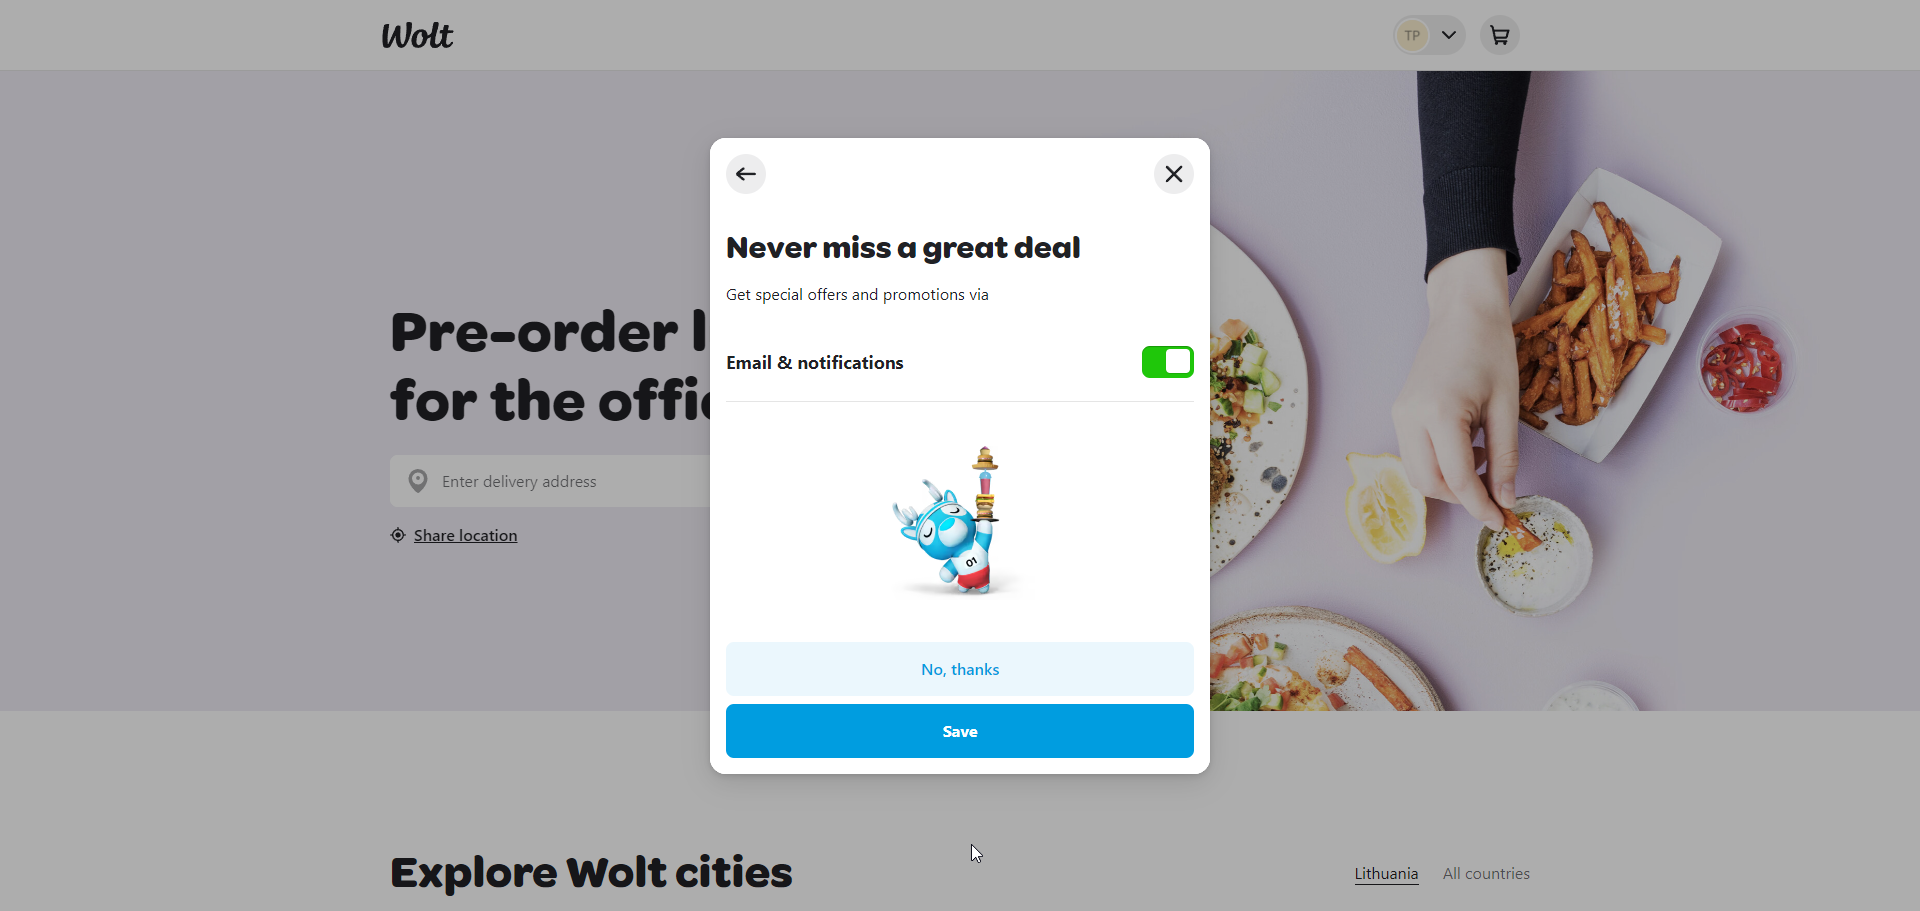 Wolt
TP
Never miss a great deal
Get special offers and promotions via
Email & notifications
01
No, thanks
Save
Pre-order
for the
Enter delivery address
Share location
Explore Wolt cities
Lithuania
All countries